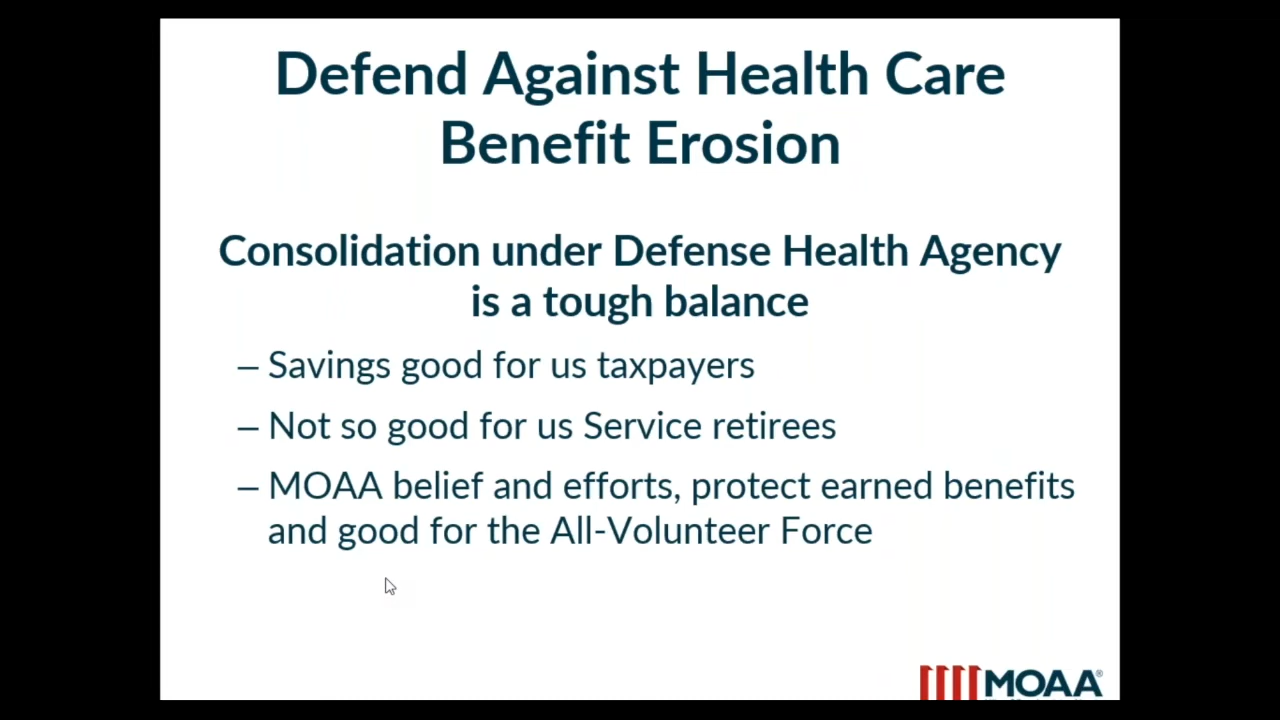 Defend Against Health Care
Benefit Erosion
Consolidation under Defense Health Agency
is a tough balance
– Savings good for us taxpayers
– Not so good for us Service retirees
– MOAA belief and efforts, protect earned benefits
and good for the All-Volunteer Force
MOAA®